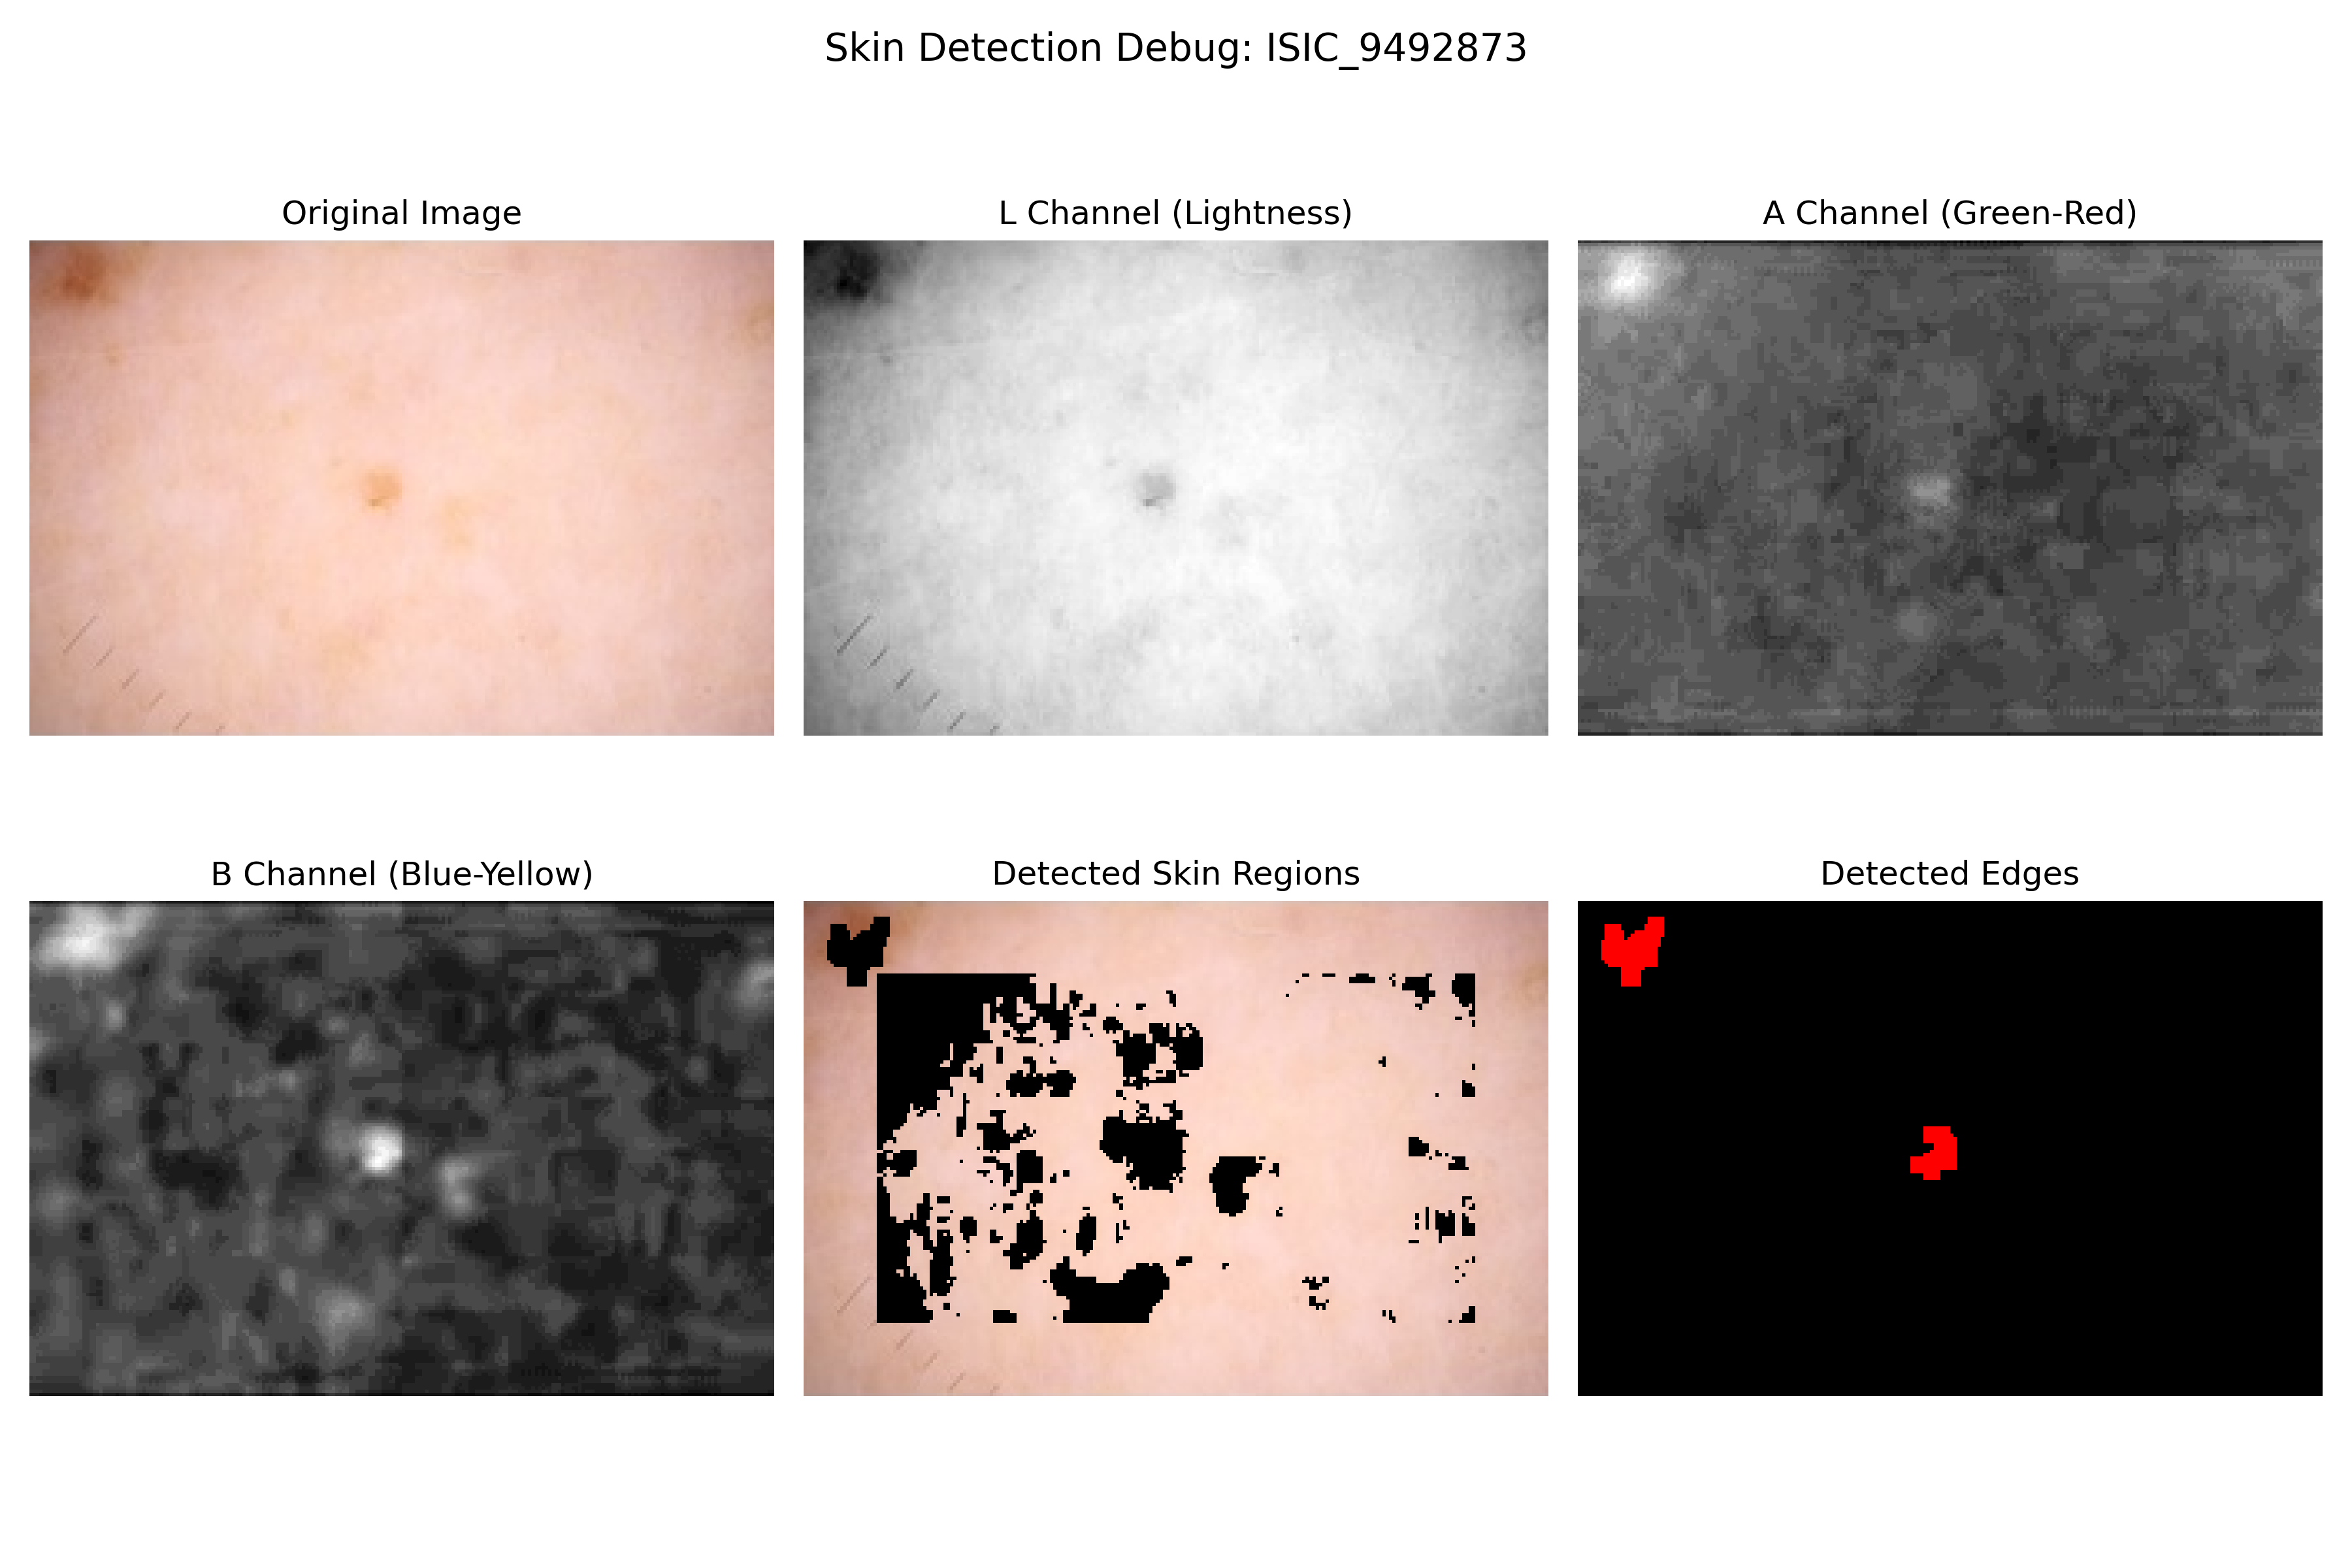 Skin Detection Debug: ISIC_9492873
Original Image
L Channel (Lightness)
A Channel (Green-Red)
B Channel (Blue-Yellow)
Detected Skin Regions
Detected Edges